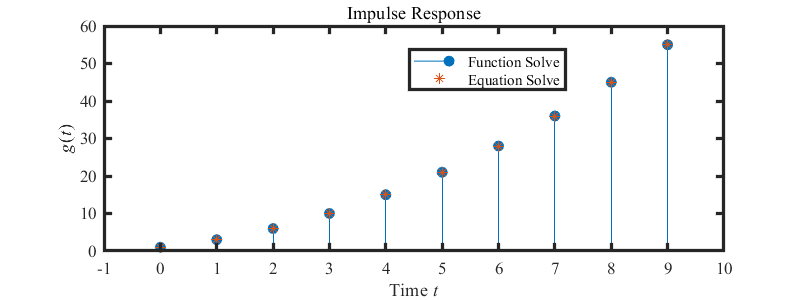 Impulse Response
60
50
40
30
20
10
0
g(t)
Function Solve
Equation Solve
-1 0 1 2 3 4 5 6 7 8 9 10
Time t